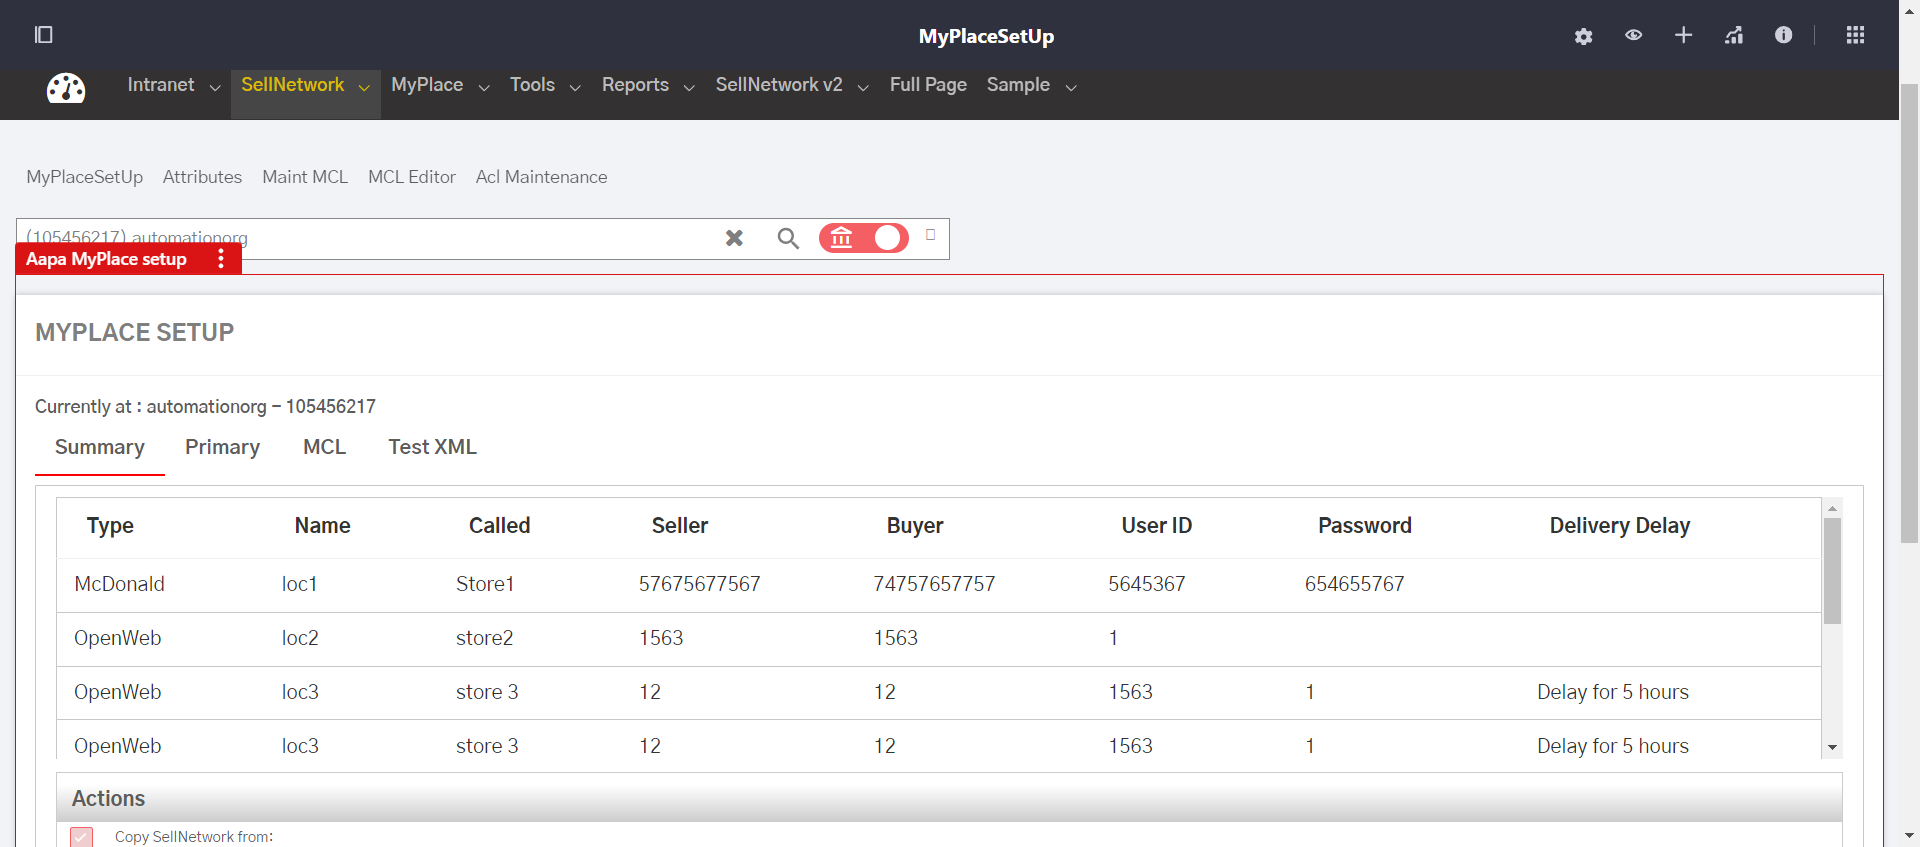 MyPlaceSetUp
Intranet SellNetwork MyPlace Tools Reports SellNetwork v2 Full Page Sample
MyPlaceSetUp Attributes Maint MCL MCL Editor Acl Maintenance
(105456217) automationorg
Aapa MyPlace setup
MYPLACE SETUP
Currently at : automationorg – 105456217
Summary Primary MCL Test XML
Type Name Called Seller Buyer User ID Password Delivery Delay
McDonald loc1 Store1 57675677567 74757657757 5645367 654655767
OpenWeb loc2 store2 1563 1563 1
OpenWeb loc3 store 3 12 12 1563 1 Delay for 5 hours
OpenWeb loc3 store 3 12 12 1563 1 Delay for 5 hours
Actions
Copy SellNetwork from: